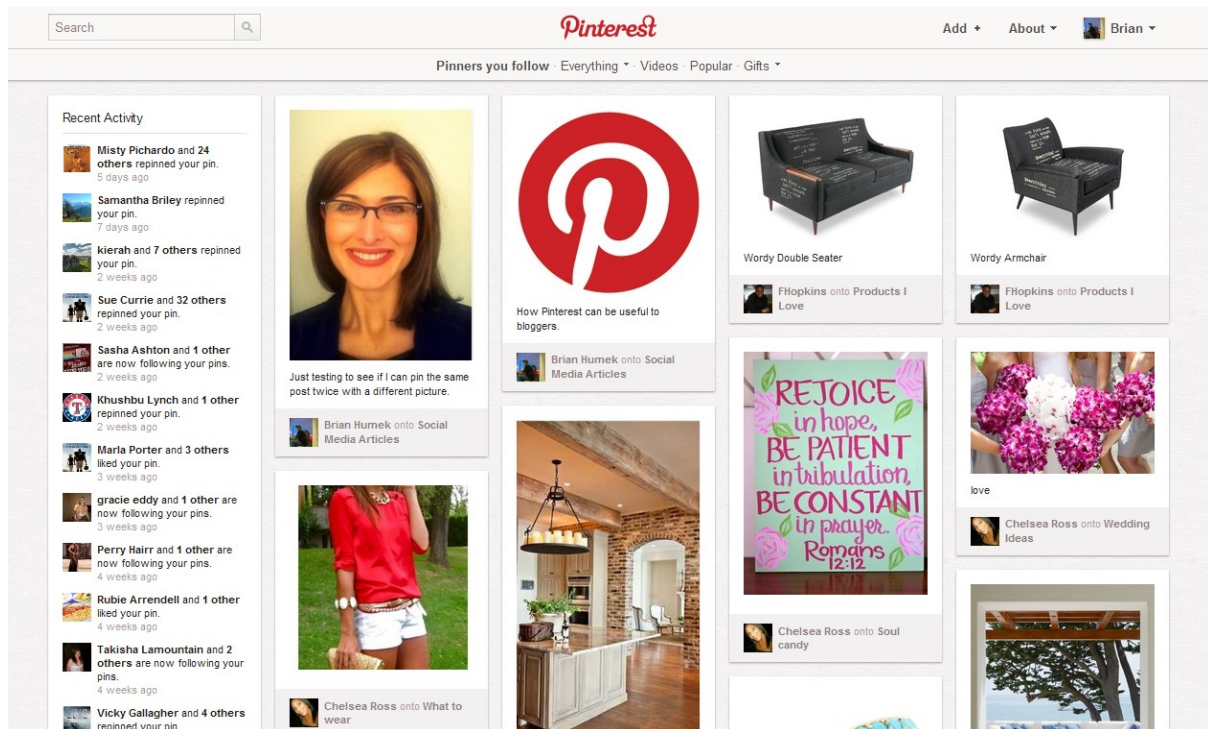 Search
Pinterest
Add +
About
Brian
Pinners you follow · Everything · Videos · Popular · Gifts
Recent Activity
Misty Pichardo and 24
others repinned your pin.
5 days ago
Samantha Briley repinned
your pin.
7 days ago
kierah and 7 others repinned
your pin.
2 weeks ago
Sue Currie and 32 others
repinned your pin.
2 weeks ago
Sasha Ashton and 1 other
are now following your pins.
2 weeks ago
Khushbu Lynch and 1 other
repinned your pin.
2 weeks ago
Marla Porter and 3 others
liked your pin.
3 weeks ago
gracie eddy and 1 other are
now following your pins.
3 weeks ago
Perry Hairr and 1 other are
now following your pins.
4 weeks ago
Rubie Arrendell and 1 other
liked your pin.
4 weeks ago
Takisha Lamountain and 2
others are now following your
pins.
4 weeks ago
Vicky Gallagher and 4 others
repinned your pin
Just testing to see if I can pin the same
post twice with a different picture.
Brian Humek onto Social
Media Articles
Chelsea Ross onto What to
wear
How Pinterest can be useful to
bloggers.
Brian Humek onto Social
Media Articles
Wordy Double Seater
FHopkins onto Products I
Love
REJOICE
in hope,
BE PATIENT
in tribulation,
BE CONSTANT
in prayer.
Romans
12:12
Chelsea Ross onto Soul
candy
Wordy Armchair
FHopkins onto Products I
Love
love
Chelsea Ross onto Wedding
Ideas